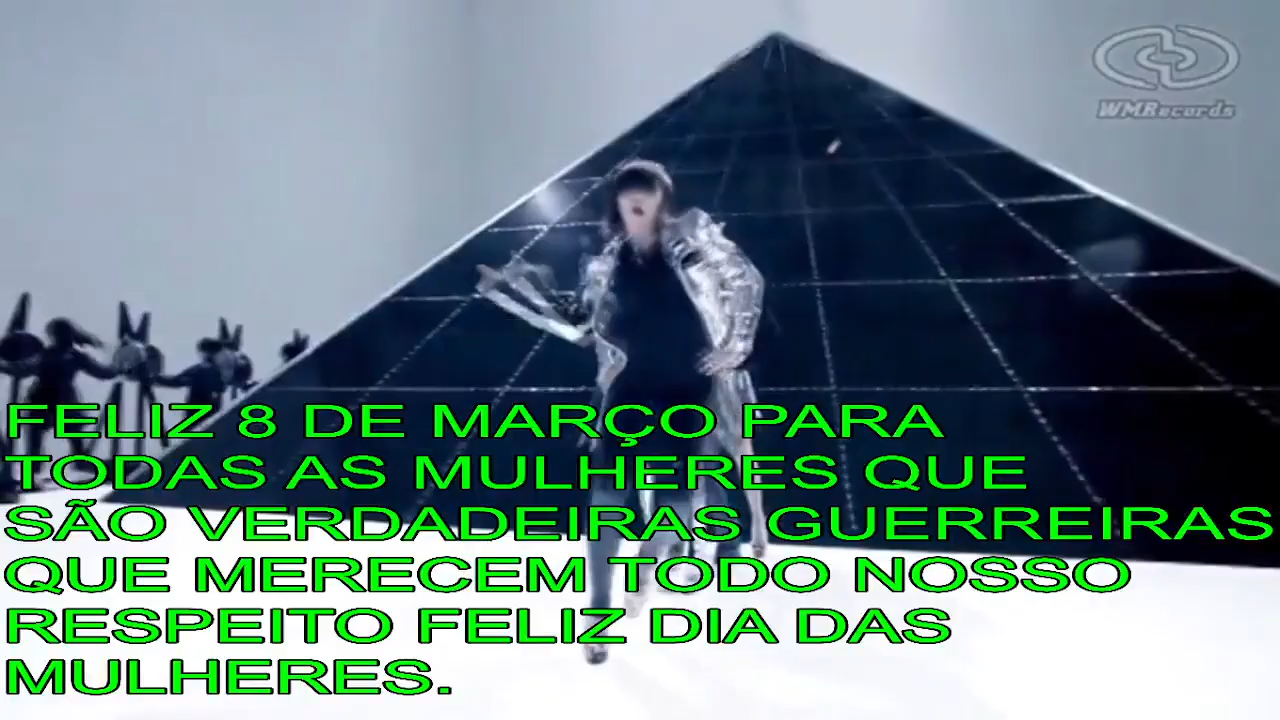 WMRecords
FELIZ 8 DE MARÇO PARA
TODAS AS MULHERES QUE
SÃO VERDADEIRAS GUERREIRAS
QUE MERECEM TODO NOSSO
RESPEITO FELIZ DIA DAS
MULHERES.